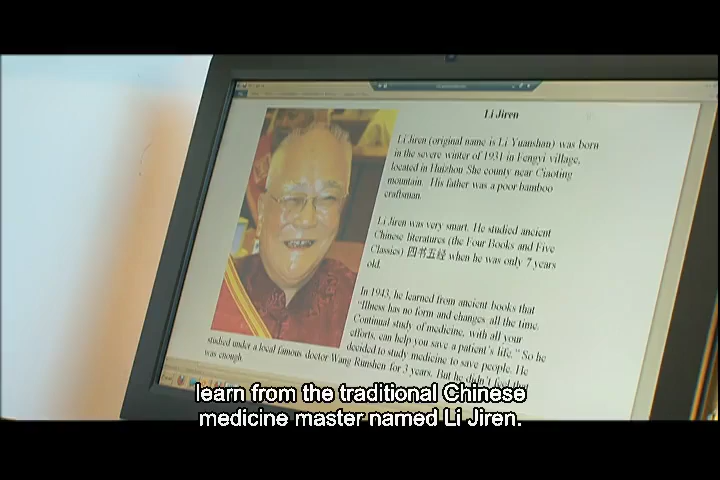 Li Jiren
Li Jiren (original name is Li Yuanshan) was born
in the severe winter of 1931 in Fengyi village,
located in Huizhou She county near Ciaoting
mountain. His father was a poor bamboo
craftsman.
Li Jiren was very smart. He studied ancient
Chinese literatures (the Four Books and Five
Classics) 四书五经 when he was only 7 years
old.
In 1943, he learned from ancient books that
"Illness has no form and changes all the time.
Continual study of medicine, with all your
efforts, can help you save a patient's life." So he
decided to study medicine to save people. He
studied under a local famous doctor Wang Runshen for 3 years. But he didn't feel that
was enough.
learn from the traditional Chinese
medicine master named Li Jiren.